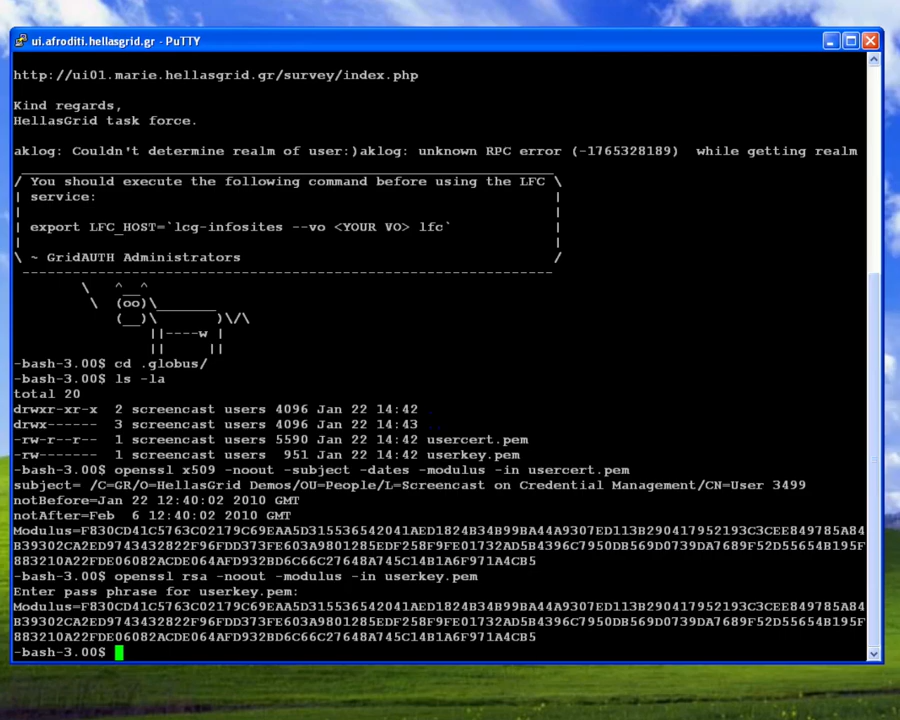 ui.afroditi.hellasgrid.gr - PuTTY
http://ui01.marie.hellasgrid.gr/survey/index.php
Kind regards,
HellasGrid task force.
aklog: Couldn't determine realm of user:)aklog: unknown RPC error (-1765328189)  while getting realm
 _______________________________________________________________
/ You should execute the following command before using the LFC \
| service:                                                      |
|                                                               |
| export LFC_HOST=`lcg-infosites --vo <YOUR VO> lfc`            |
|                                                               |
\ ~ GridAUTH Administrators                                     /
 ---------------------------------------------------------------
        \   ^__^
         \  (oo)\_______
            (__)\       )\/\
                ||----w |
                ||     ||
-bash-3.00$ cd .globus/
-bash-3.00$ ls -la
total 20
drwxr-xr-x  2 screencast users 4096 Jan 22 14:42 .
drwx------  3 screencast users 4096 Jan 22 14:43 ..
-rw-r--r--  1 screencast users 5590 Jan 22 14:42 usercert.pem
-rw-------  1 screencast users  951 Jan 22 14:42 userkey.pem
-bash-3.00$ openssl x509 -noout -subject -dates -modulus -in usercert.pem
subject= /C=GR/O=HellasGrid Demos/OU=People/L=Screencast on Credential Management/CN=User 3499
notBefore=Jan 22 12:40:02 2010 GMT
notAfter=Feb  6 12:40:02 2010 GMT
Modulus=F830CD41C5763C02179C69EAA5D315536542041AED1824B34B99BA44A9307ED113B290417952193C3CEE849785A84
B39302CA2ED9743432822F96FDD373FE603A9801285EDF258F9FE01732AD5B4396C7950DB569D0739DA7689F52D55654B195F
883210A22FDE06082ACDE064AFD932BD6C66C27648A745C14B1A6F971A4CB5
-bash-3.00$ openssl rsa -noout -modulus -in userkey.pem
Enter pass phrase for userkey.pem:
Modulus=F830CD41C5763C02179C69EAA5D315536542041AED1824B34B99BA44A9307ED113B290417952193C3CEE849785A84
B39302CA2ED9743432822F96FDD373FE603A9801285EDF258F9FE01732AD5B4396C7950DB569D0739DA7689F52D55654B195F
883210A22FDE06082ACDE064AFD932BD6C66C27648A745C14B1A6F971A4CB5
-bash-3.00$